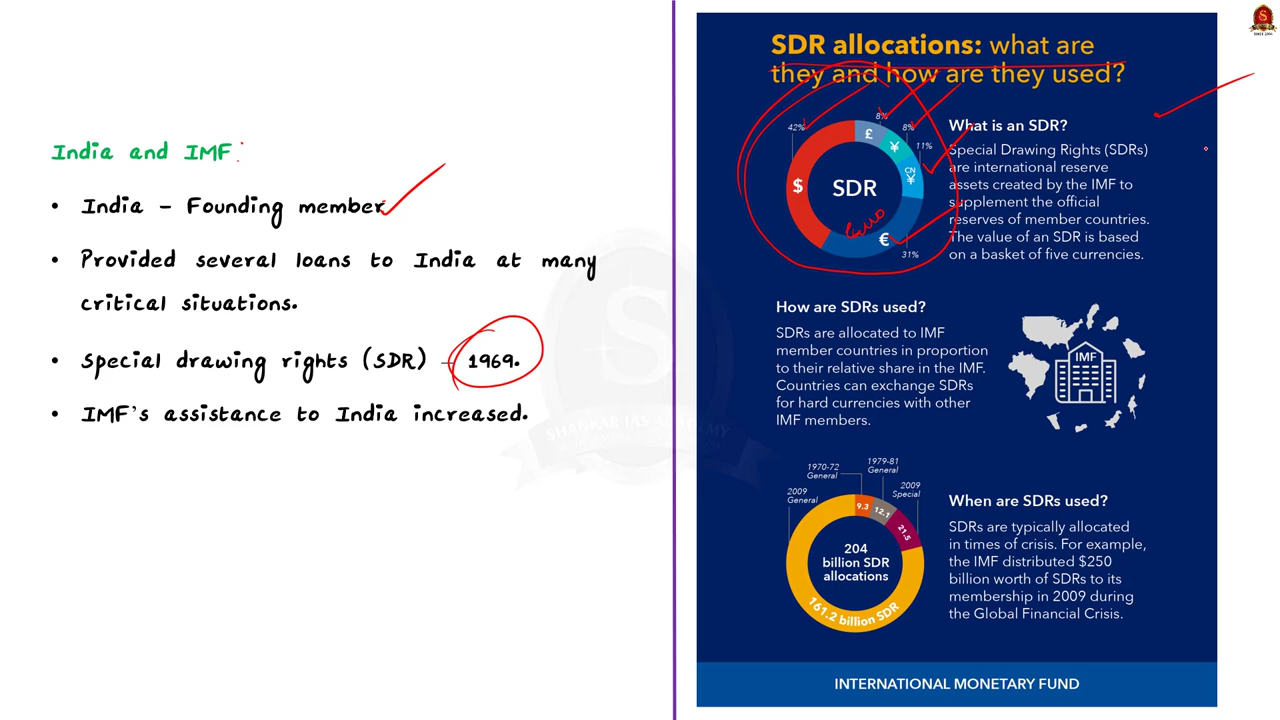 India and IMF:
• India – Founding member
• Provided several loans to India at many
critical situations.
• Special drawing rights (SDR) – 1969.
• IMF's assistance to India increased.
SHANKAR IAS ACADEMY
SDR allocations: what are
they and how are they used?
42%
8%
8%
11%
31%
$
£
¥
CN
¥
€
SDR
What is an SDR?
Special Drawing Rights (SDRs)
are international reserve
assets created by the IMF to
supplement the official
reserves of member countries.
The value of an SDR is based
on a basket of five currencies.
How are SDRs used?
SDRs are allocated to IMF
member countries in proportion
to their relative share in the IMF.
Countries can exchange SDRs
for hard currencies with other
IMF members.
IMF
1970-72
General
1979-81
General
2009
Special
2009
General
9.3
12.1
21.5
204
billion SDR
allocations
161.2 billion SDR
When are SDRs used?
SDRs are typically allocated
in times of crisis. For example,
the IMF distributed $250
billion worth of SDRs to its
membership in 2009 during
the Global Financial Crisis.
INTERNATIONAL MONETARY FUND